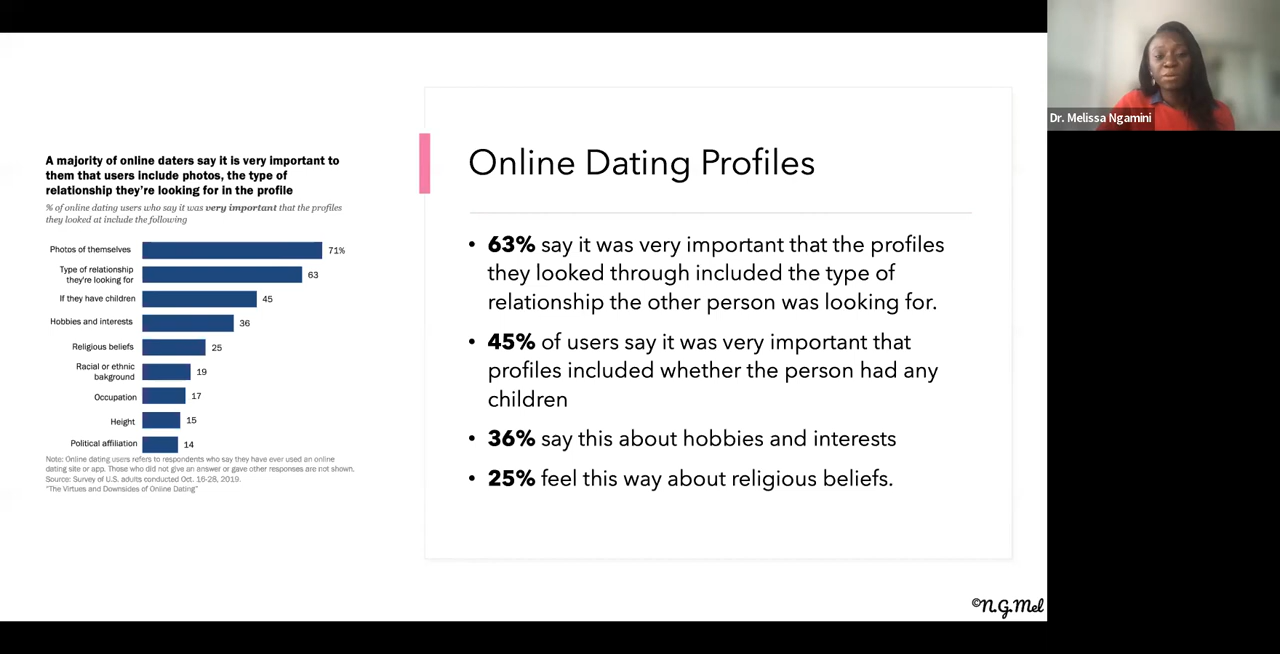 A majority of online daters say it is very important to
them that users include photos, the type of
relationship they're looking for in the profile
% of online dating users who say it was very important that the profiles
they looked at include the following
Photos of themselves 71%
Type of relationship
they're looking for 63
If they have children 45
Hobbies and interests 36
Religious beliefs 25
Racial or ethnic
bakground 19
Occupation 17
Height 15
Political affiliation 14
Note: Online dating users refers to respondents who say they have ever used an online
dating site or app. Those who did not give an answer or gave other responses are not shown.
Source: Survey of U.S. adults conducted Oct. 16-28, 2019.
"The Virtues and Downsides of Online Dating"
Online Dating Profiles
• 63% say it was very important that the profiles
they looked through included the type of
relationship the other person was looking for.
• 45% of users say it was very important that
profiles included whether the person had any
children
• 36% say this about hobbies and interests
• 25% feel this way about religious beliefs.
©N.G.Mel
Dr. Melissa Ngamini